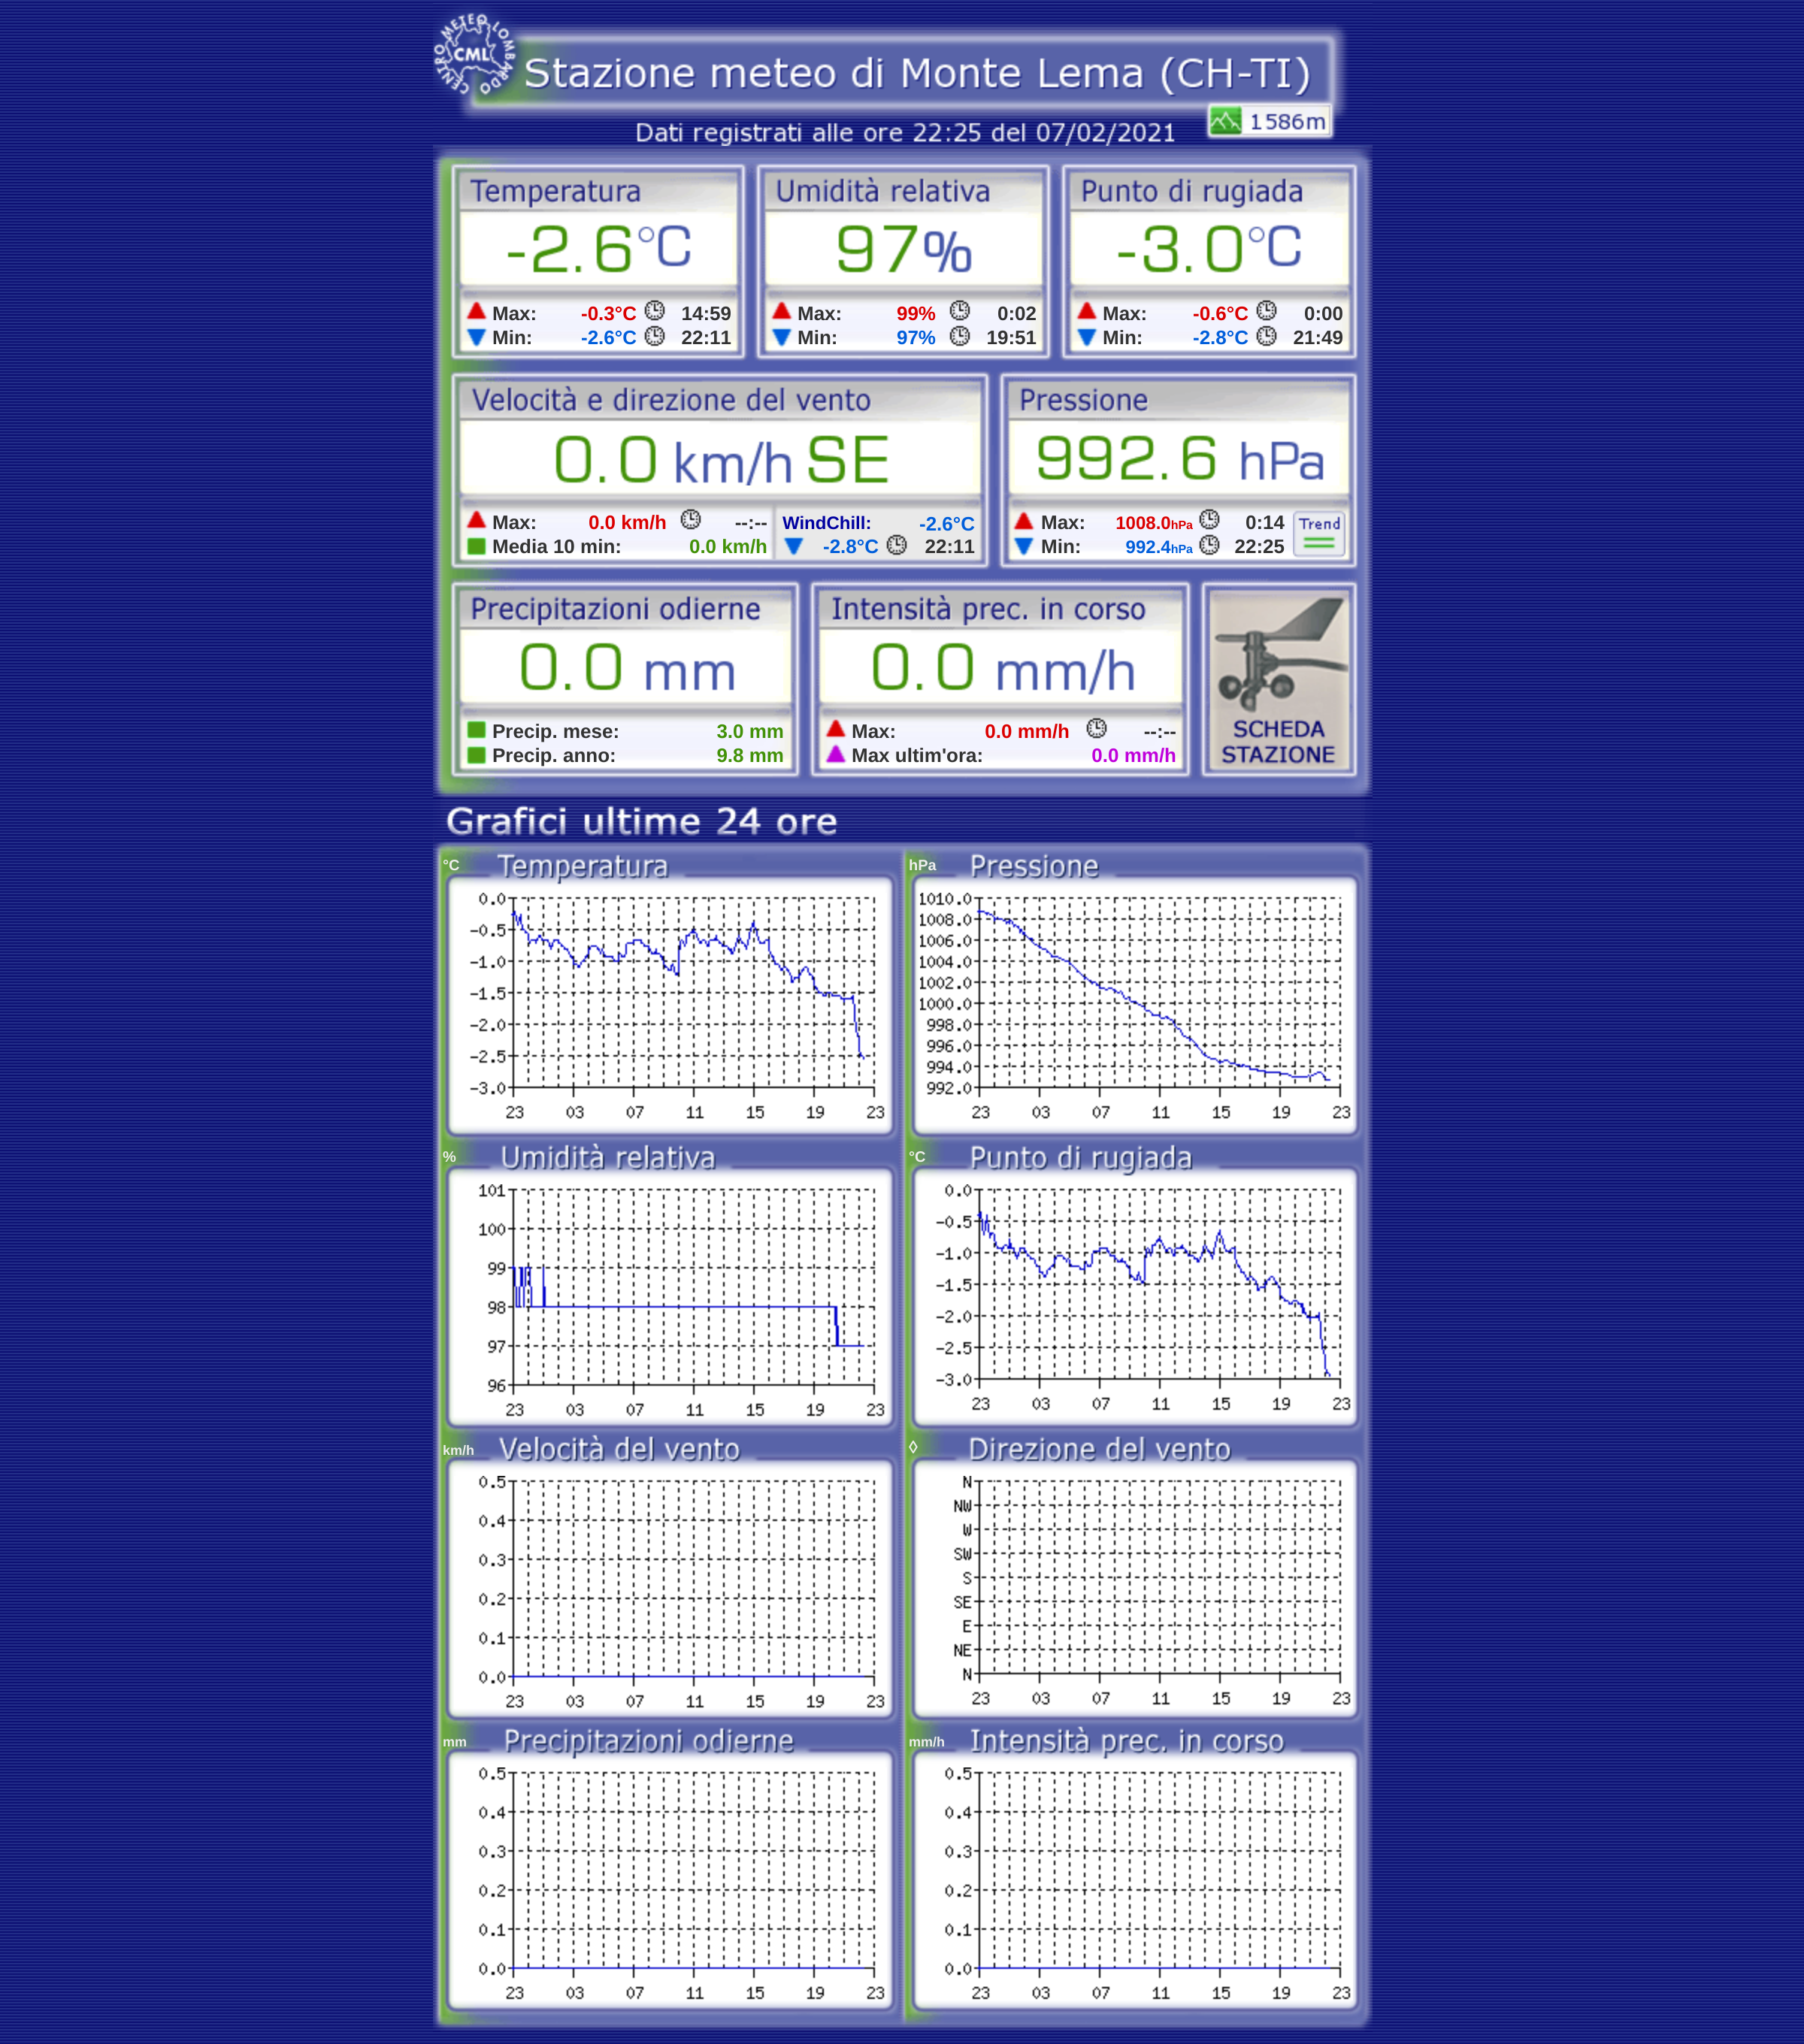 CENTRO METEO LOMBARDO
CML
Stazione meteo di Monte Lema (CH-TI)
1586m
Dati registrati alle ore 22:25 del 07/02/2021
Temperatura
-2.6°C
Max: -0.3°C 14:59
Min: -2.6°C 22:11
Umidità relativa
97%
Max: 99% 0:02
Min: 97% 19:51
Punto di rugiada
-3.0°C
Max: -0.6°C 0:00
Min: -2.8°C 21:49
Velocità e direzione del vento
0.0 km/h SE
Max: 0.0 km/h --:--
Media 10 min: 0.0 km/h
WindChill: -2.6°C
-2.8°C 22:11
Pressione
992.6 hPa
Max: 1008.0hPa 0:14
Min: 992.4hPa 22:25
Trend
Precipitazioni odierne
0.0 mm
Precip. mese: 3.0 mm
Precip. anno: 9.8 mm
Intensità prec. in corso
0.0 mm/h
Max: 0.0 mm/h --:--
Max ultim'ora: 0.0 mm/h
SCHEDA
STAZIONE
Grafici ultime 24 ore
°C Temperatura
0.0
-0.5
-1.0
-1.5
-2.0
-2.5
-3.0
23 03 07 11 15 19 23
hPa Pressione
1010.0
1008.0
1006.0
1004.0
1002.0
1000.0
998.0
996.0
994.0
992.0
23 03 07 11 15 19 23
% Umidità relativa
101
100
99
98
97
96
23 03 07 11 15 19 23
°C Punto di rugiada
0.0
-0.5
-1.0
-1.5
-2.0
-2.5
-3.0
23 03 07 11 15 19 23
km/h Velocità del vento
0.5
0.4
0.3
0.2
0.1
0.0
23 03 07 11 15 19 23
◊ Direzione del vento
N
NW
W
SW
S
SE
E
NE
N
23 03 07 11 15 19 23
mm Precipitazioni odierne
0.5
0.4
0.3
0.2
0.1
0.0
23 03 07 11 15 19 23
mm/h Intensità prec. in corso
0.5
0.4
0.3
0.2
0.1
0.0
23 03 07 11 15 19 23